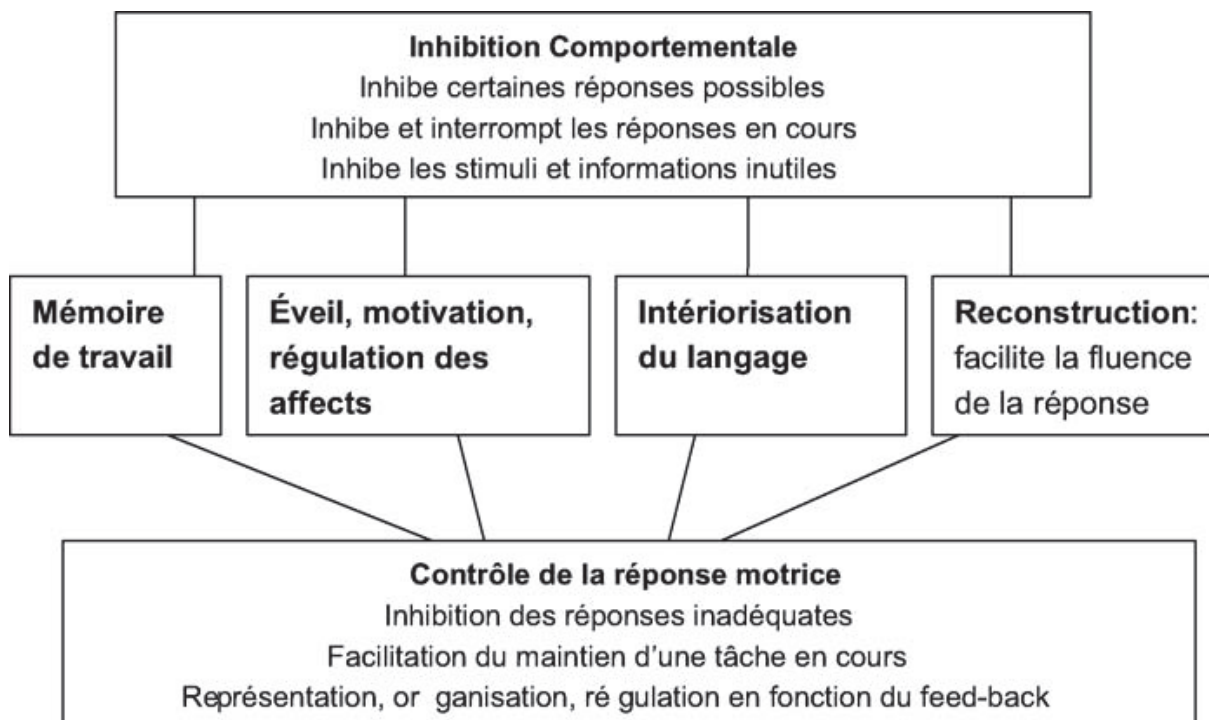 Inhibition Comportementale
Inhibe certaines réponses possibles
Inhibe et interrompt les réponses en cours
Inhibe les stimuli et informations inutiles
Mémoire
de travail
Éveil, motivation,
régulation des
affects
Intériorisation
du langage
Reconstruction:
facilite la fluence
de la réponse
Contrôle de la réponse motrice
Inhibition des réponses inadéquates
Facilitation du maintien d'une tâche en cours
Représentation, or ganisation, ré gulation en fonction du feed-back